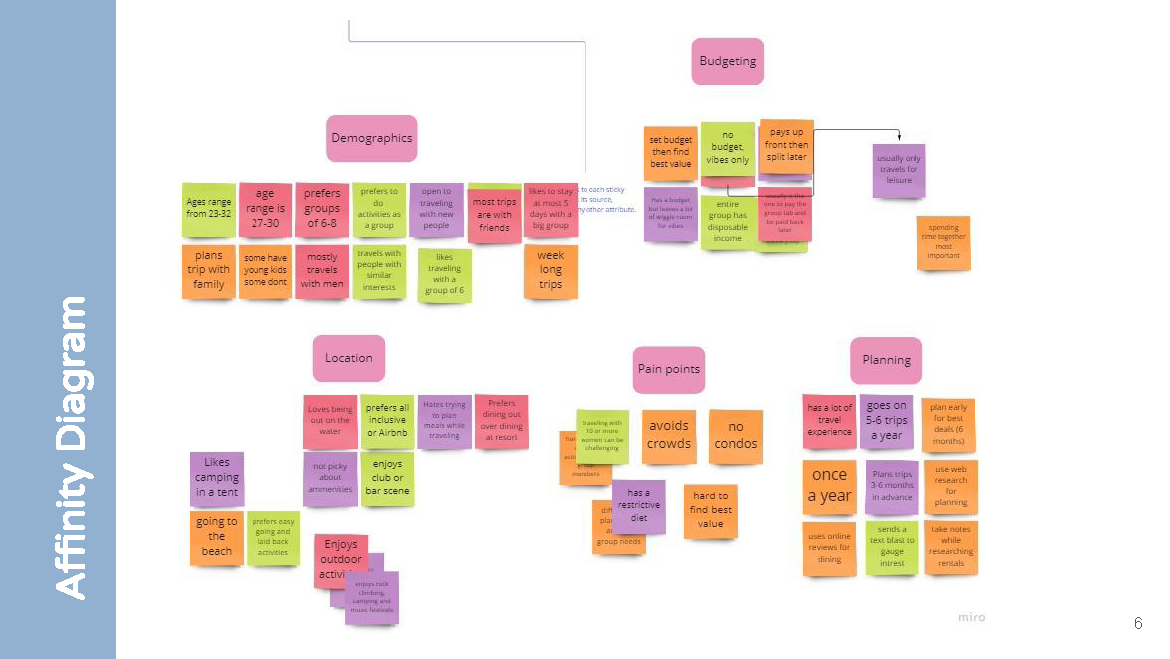 Affinity Diagram
Budgeting
Demographics
set budget
then find
best value
no
budget,
vibes only
pays up
front then
split later
usually only
travels for
leisure
Has a budget
but leaves a lot
of wiggle room
for vibes
entire
group has
disposable
income
usually is the
one to pay the
group tab and
be paid back
later
spending
time together
most
important
Ages range
from 23-32
age
range is
27-30
prefers
groups
of 6-8
prefers to
do
activities as
a group
open to
traveling
with new
people
most trips
are with
friends
likes to stay
at most 5
days with a
big group
to each sticky
its source,
any other attribute.
plans
trip with
family
some have
young kids
some dont
mostly
travels
with men
travels with
people with
similar
interests
likes
traveling
with a
group of 6
week
long
trips
Location
Pain points
Planning
Loves being
out on the
water
prefers all
inclusive
or Airbnb
Hates trying
to plan
meals while
traveling
Prefers
dining out
over dining
at resort
Likes
camping
in a tent
not picky
about
ammenicies
enjoys
club or
bar scene
going to
the
beach
prefers easy
going and
laid back
activities
Enjoys
outdoor
activi
enjoys rock
climbing,
camping and
music festivals
traveling with
10 or more
women can be
challenging
avoids
crowds
no
condos
group
members
has a
restrictive
diet
group needs
hard to
find best
value
has a lot of
travel
experience
goes on
5-6 trips
a year
plan early
for best
deals (6
months)
once
a year
Plans trips
3-6 months
in advance
use web
research
for
planning
uses online
reviews for
dining
sends a
text blast to
gauge
intrest
take notes
while
researching
rentals
miro
6